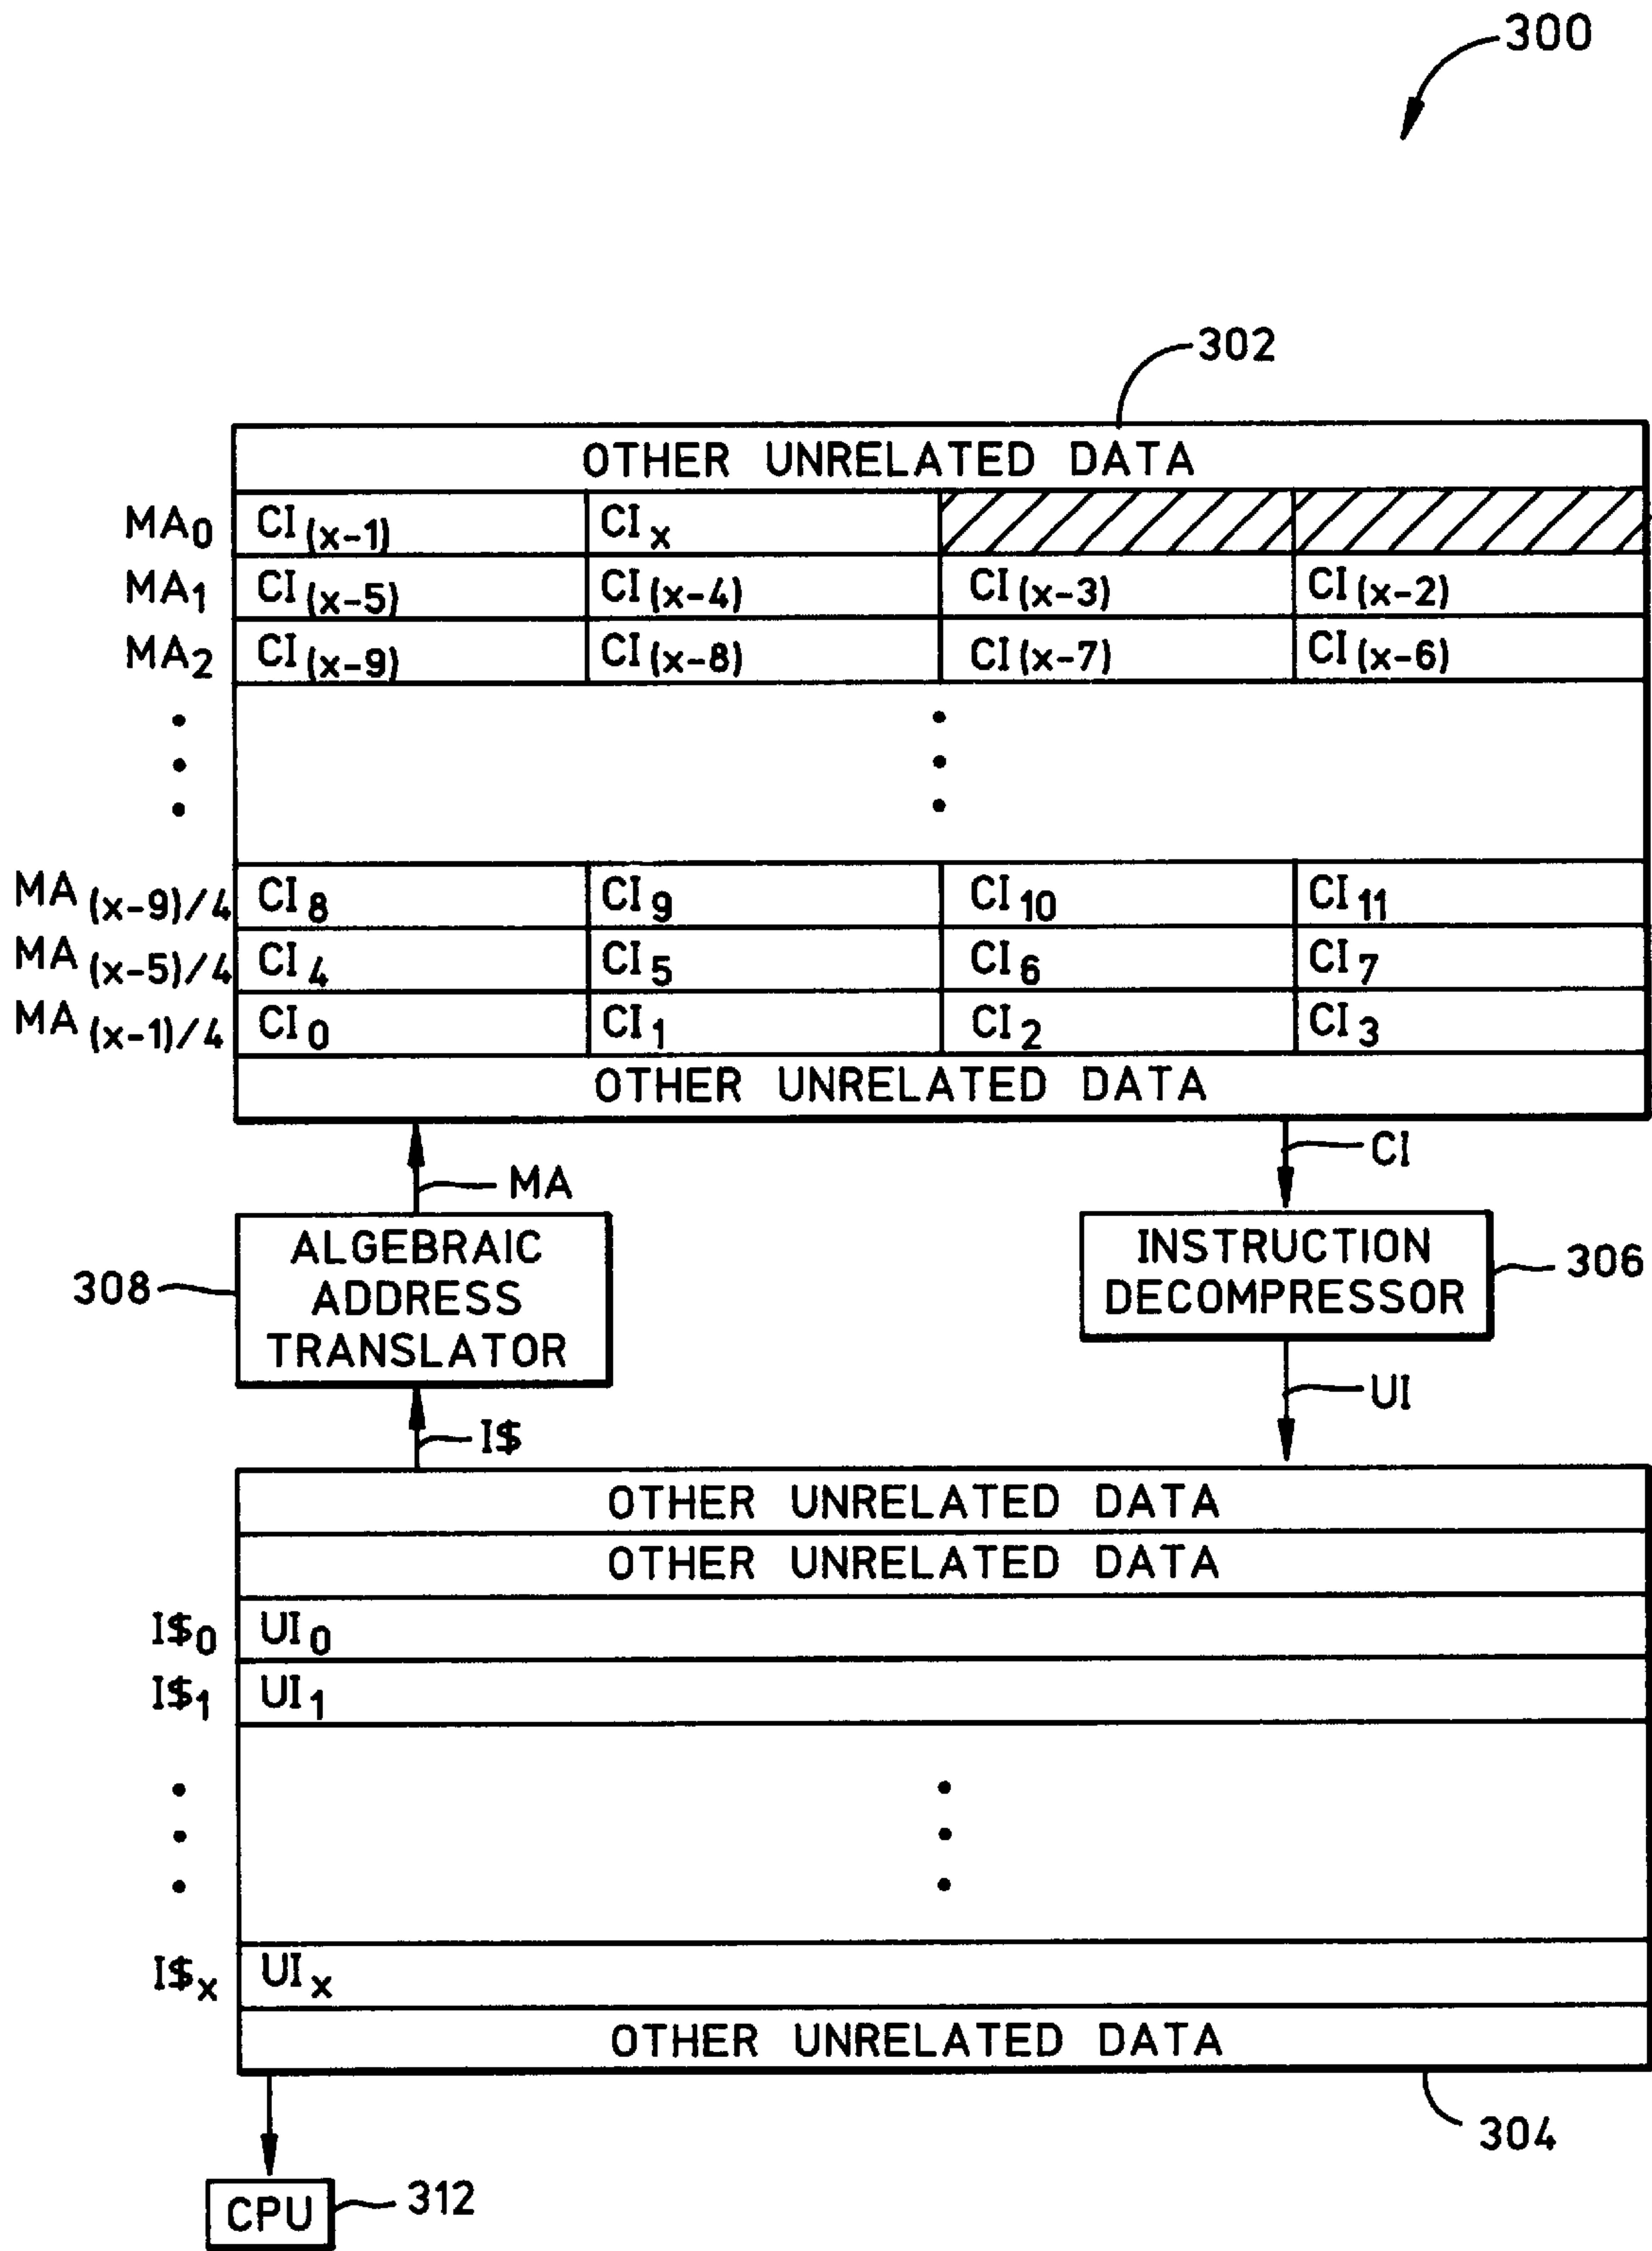 300
302
OTHER UNRELATED DATA
MA0 CI(x-1) CIx
MA1 CI(x-5) CI(x-4) CI(x-3) CI(x-2)
MA2 CI(x-9) CI(x-8) CI(x-7) CI(x-6)
MA(x-9)/4 CI8 CI9 CI10 CI11
MA(x-5)/4 CI4 CI5 CI6 CI7
MA(x-1)/4 CI0 CI1 CI2 CI3
OTHER UNRELATED DATA
MA
CI
308
ALGEBRAIC
ADDRESS
TRANSLATOR
INSTRUCTION
DECOMPRESSOR
306
I$
UI
OTHER UNRELATED DATA
OTHER UNRELATED DATA
I$0 UI0
I$1 UI1
I$x UIx
OTHER UNRELATED DATA
304
CPU
312